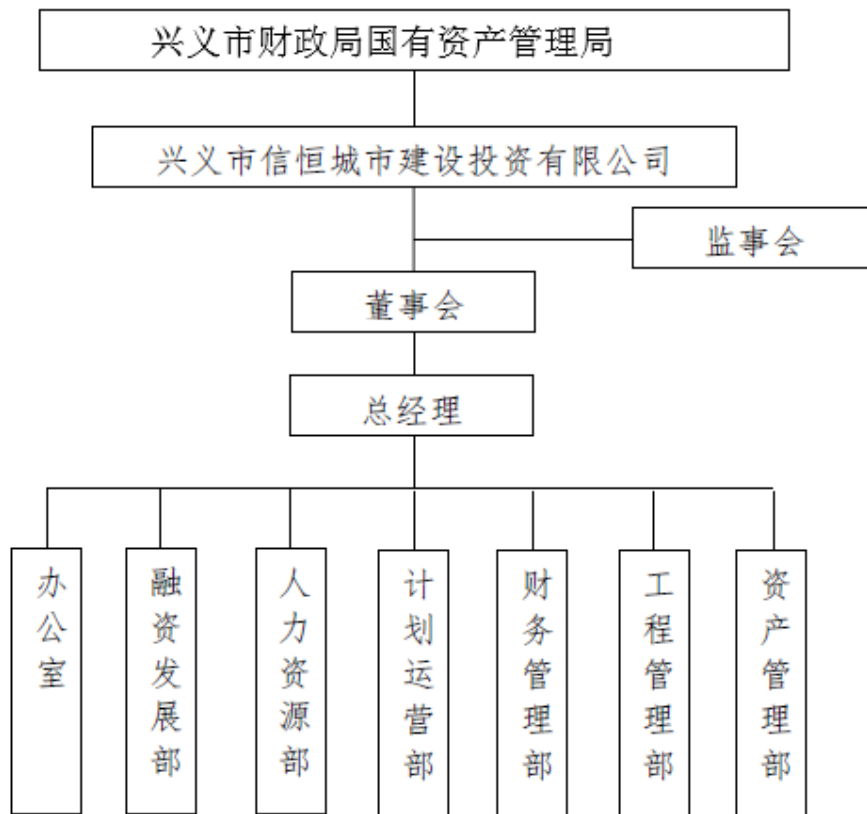 兴义市财政局国有资产管理局
兴义市信恒城市建设投资有限公司
监事会
董事会
总经理
办公室
融资发展部
人力资源部
计划运营部
财务管理部
工程管理部
资产管理部